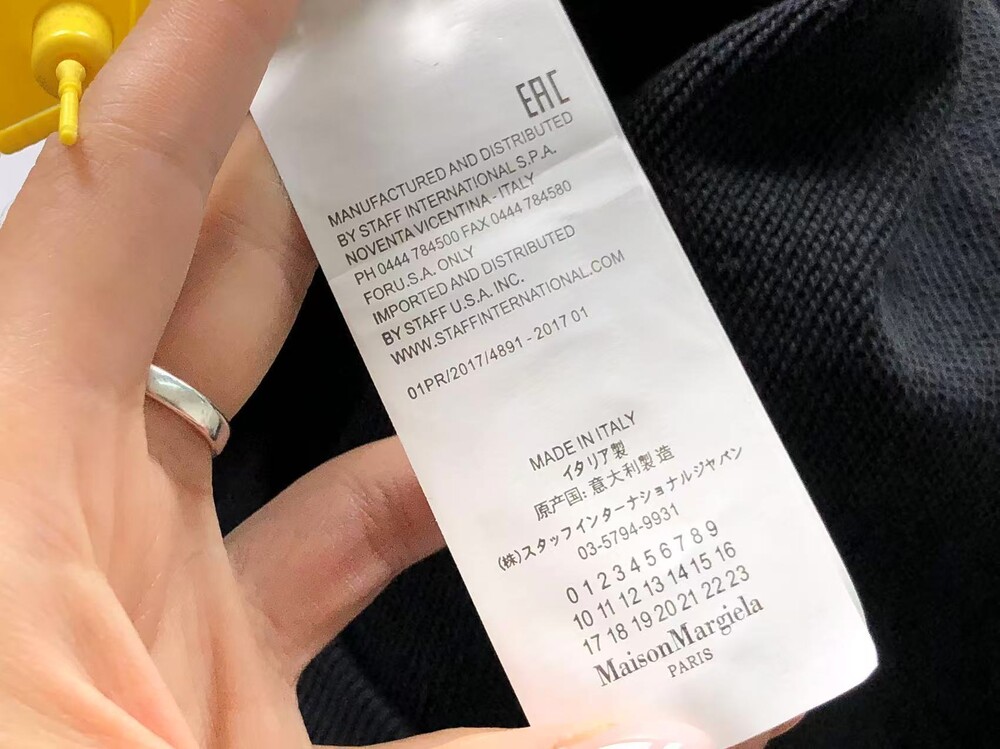 EAC
MANUFACTURED AND DISTRIBUTED
BY STAFF INTERNATIONAL S.P.A.
NOVENTA VICENTINA - ITALY
PH 0444 784500 FAX 0444 784580
FOR U.S.A. ONLY
IMPORTED AND DISTRIBUTED
BY STAFF U.S.A. INC.
WWW.STAFFINTERNATIONAL.COM
01PR/2017/4891 - 2017 01
MADE IN ITALY
イタリア製
原产国: 意大利製造
(株)スタッフインターナショナルジャパン
03-5794-9931
0 1 2 3 4 5 6 7 8 9
10 11 12 13 14 15 16
17 18 19 20 21 22 23
Maison Margiela
PARIS